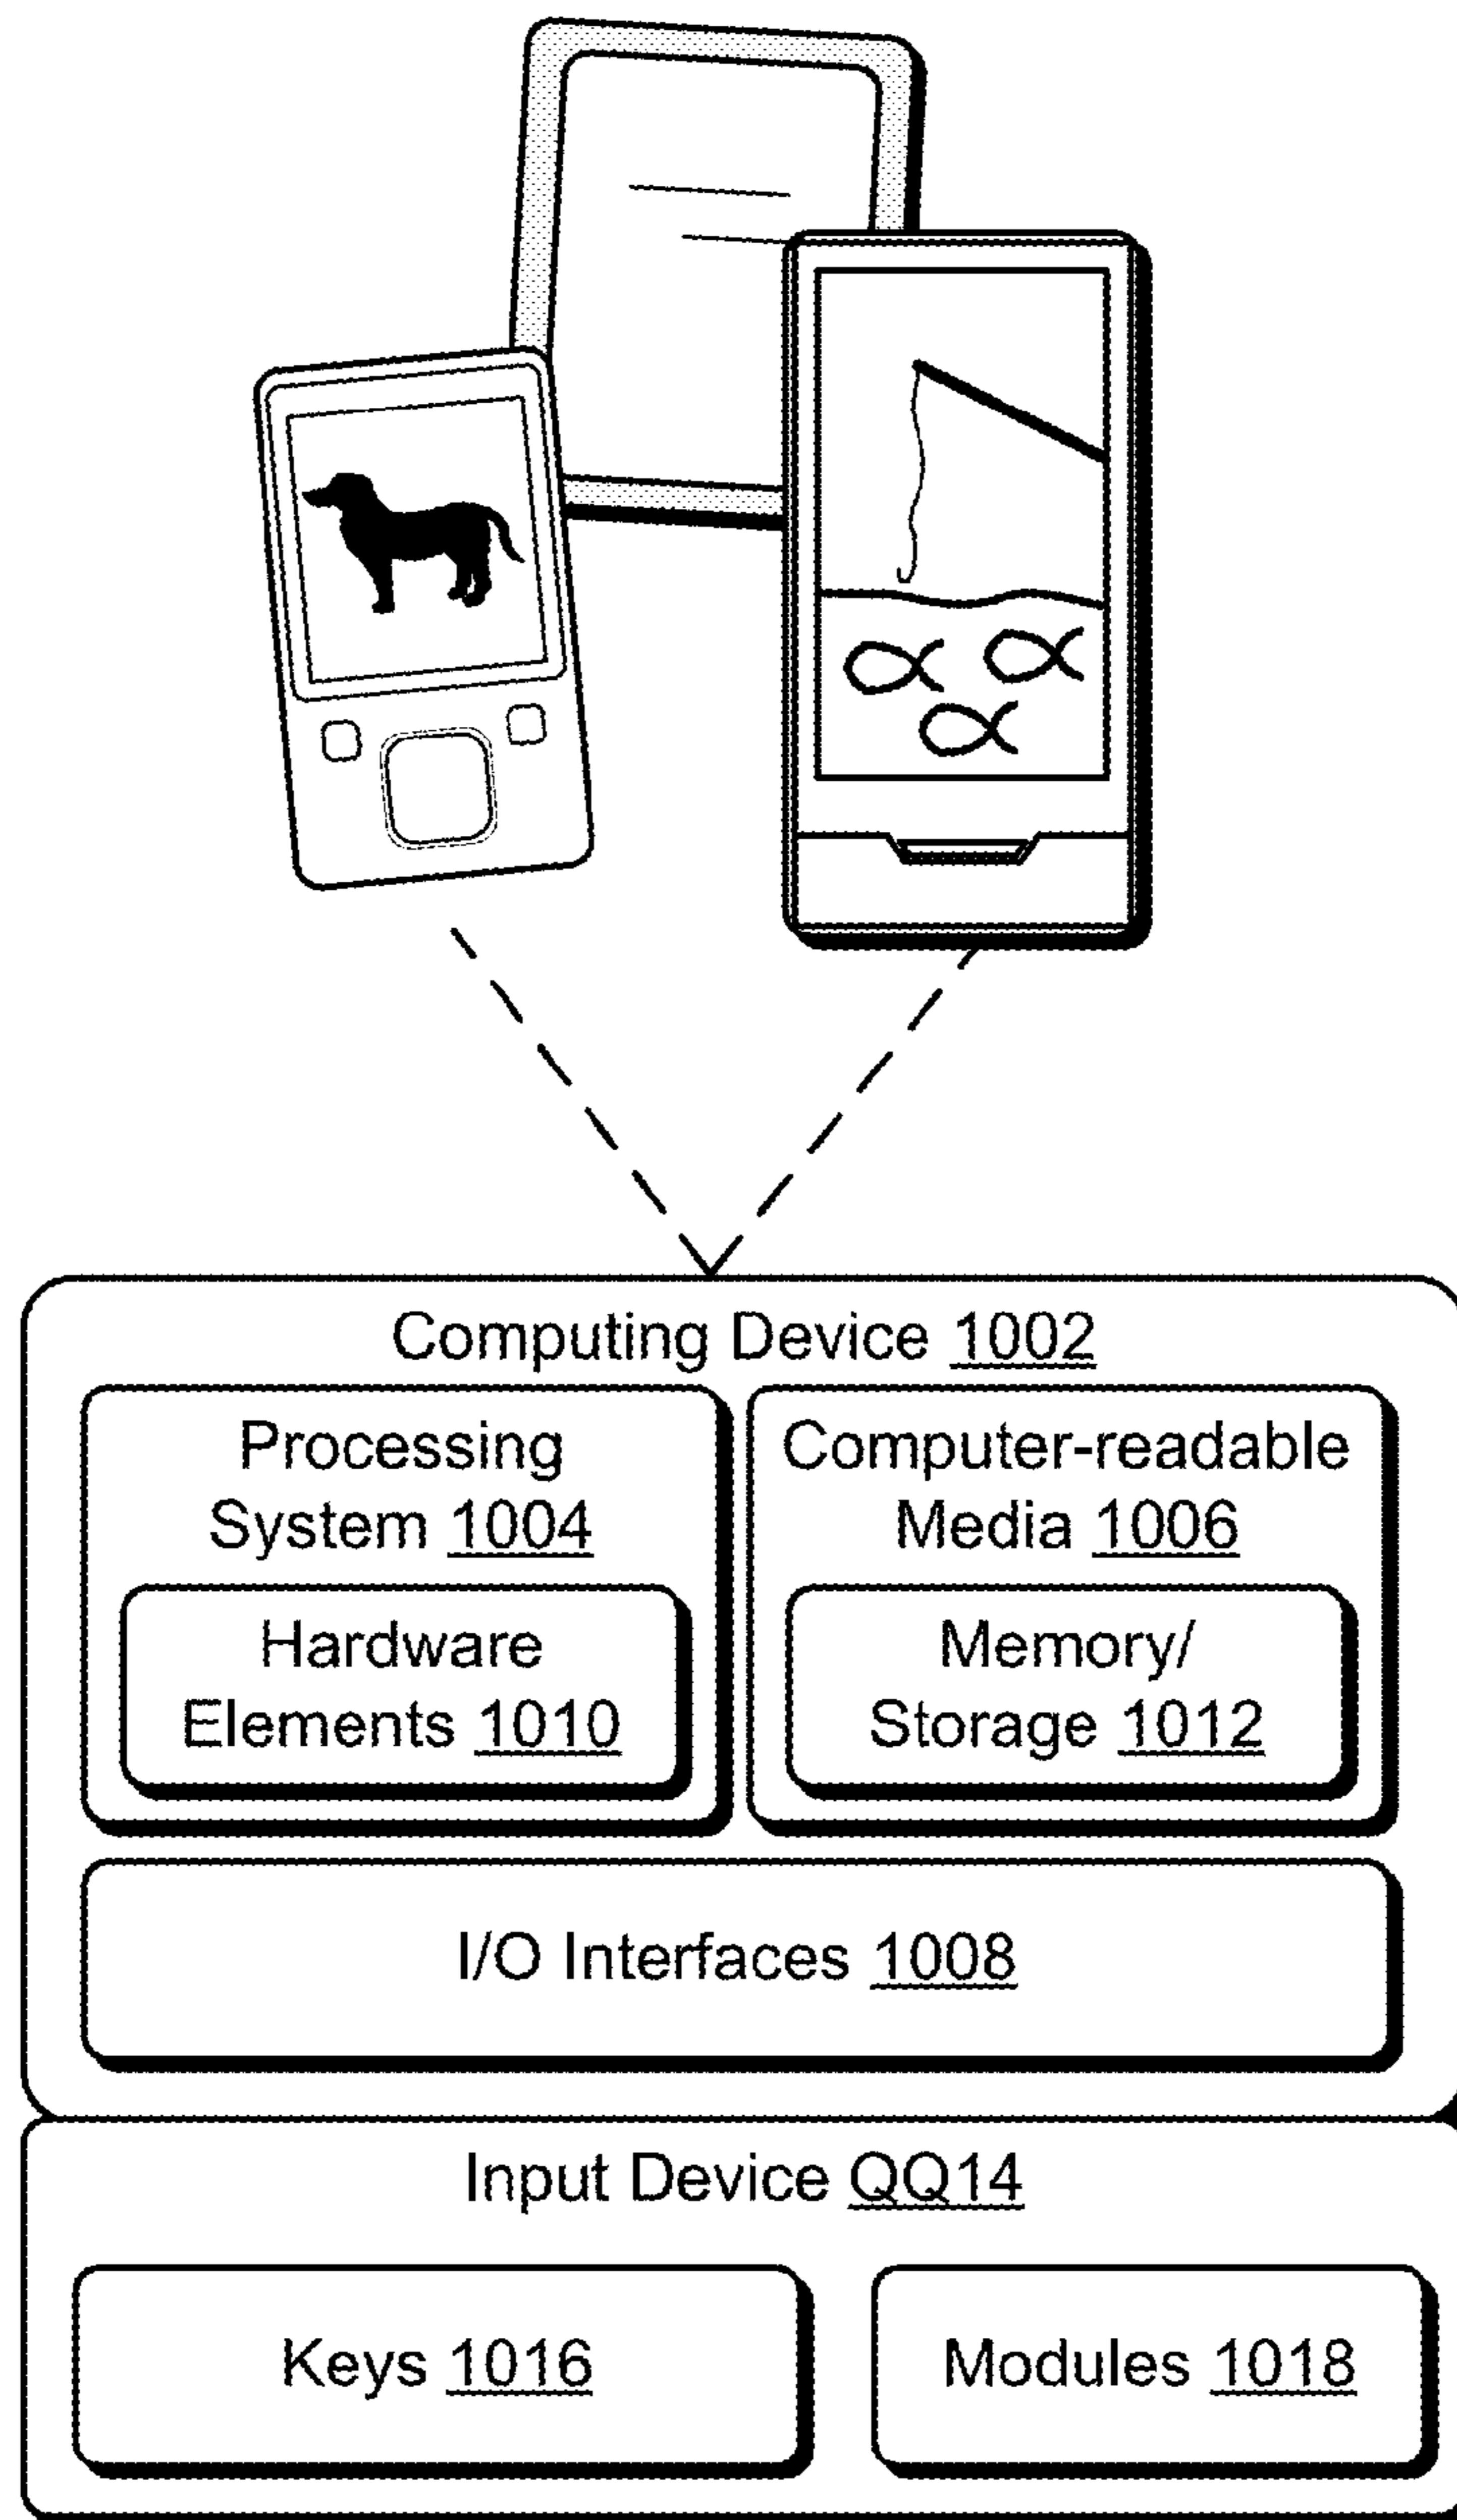 Computing Device 1002
Processing
System 1004
Hardware
Elements 1010
Computer-readable
Media 1006
Memory/
Storage 1012
I/O Interfaces 1008
Input Device QQ14
Keys 1016
Modules 1018